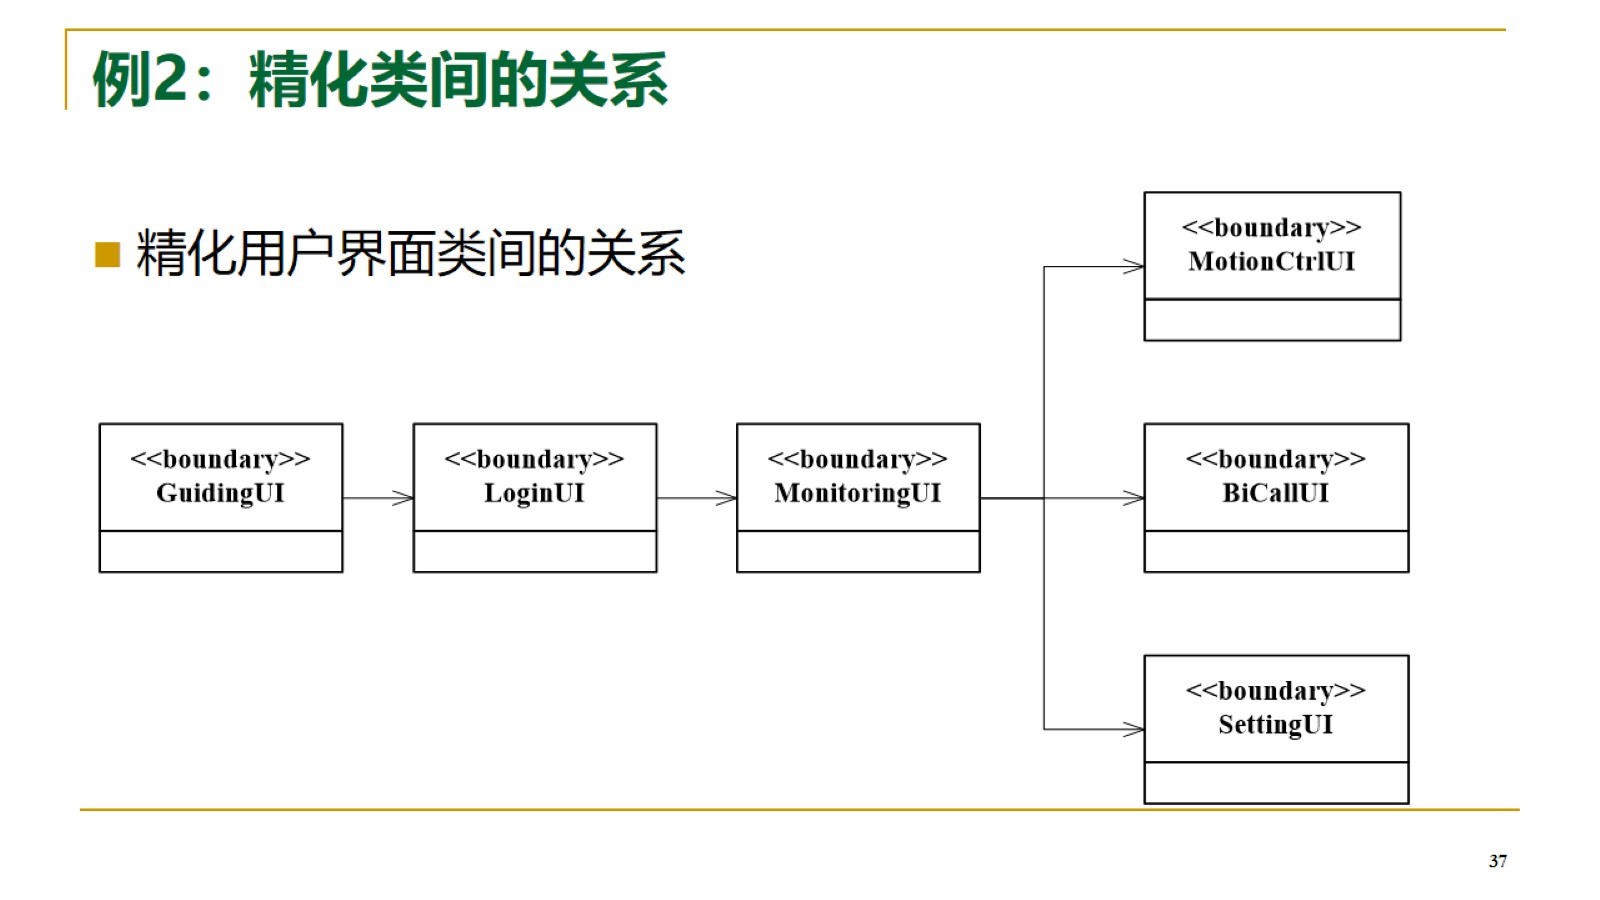 例2：精化类间的关系
精化用户界面类间的关系
<<boundary>>
MotionCtrlUI
<<boundary>>
GuidingUI
<<boundary>>
LoginUI
<<boundary>>
MonitoringUI
<<boundary>>
BiCallUI
<<boundary>>
SettingUI
37